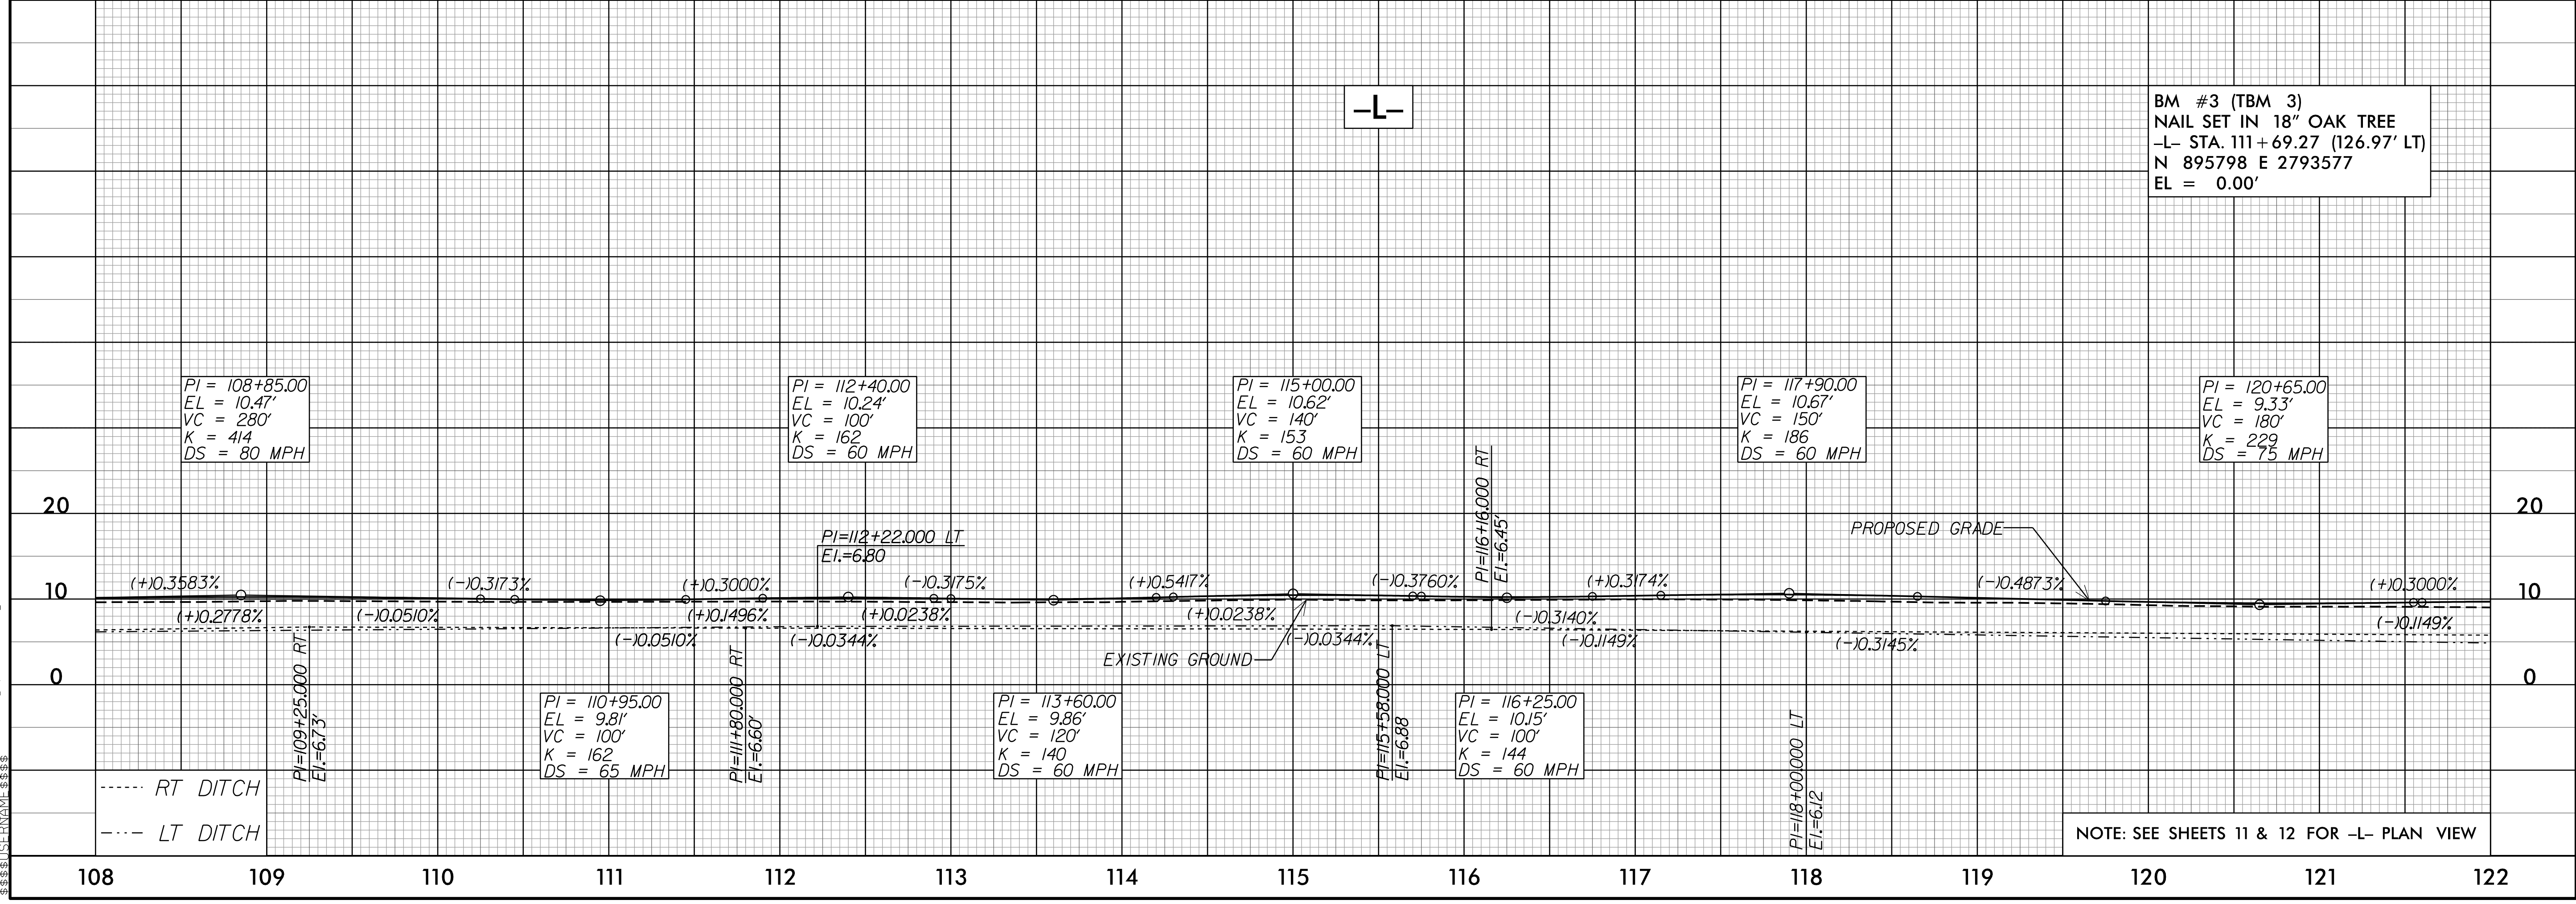 –L–
BM #3 (TBM 3)
NAIL SET IN 18" OAK TREE
–L– STA. 111+69.27 (126.97' LT)
N 895798 E 2793577
EL = 0.00'
PI = 108+85.00
EL = 10.47'
VC = 280'
K = 414
DS = 80 MPH
PI = 112+40.00
EL = 10.24'
VC = 100'
K = 162
DS = 60 MPH
PI = 115+00.00
EL = 10.62'
VC = 140'
K = 153
DS = 60 MPH
PI = 117+90.00
EL = 10.67'
VC = 150'
K = 186
DS = 60 MPH
PI = 120+65.00
EL = 9.33'
VC = 180'
K = 229
DS = 75 MPH
20
20
PI=112+22.000 LT
El.=6.80
PI=116+16.000 RT
El.=6.45'
PROPOSED GRADE
10
(+)0.3583%
(-)0.3173%
(+)0.3000%
(-)0.3175%
(+)0.5417%
(-)0.3760%
(+)0.3174%
(-)0.4873%
(+)0.3000%
10
(+)0.2778%
(-)0.0510%
(+)0.1496%
(+)0.0238%
(+)0.0238%
(-)0.3140%
(-)0.1149%
(-)0.0510%
(-)0.0344%
(-)0.0344%
(-)0.1149%
(-)0.3145%
EXISTING GROUND
0
0
PI=109+25.000 RT
El.=6.73'
PI=111+80.000 RT
El.=6.60'
PI=115+58.000 LT
El.=6.88
PI=118+00.000 LT
El.=6.12
PI = 110+95.00
EL = 9.81'
VC = 100'
K = 162
DS = 65 MPH
PI = 113+60.00
EL = 9.86'
VC = 120'
K = 140
DS = 60 MPH
PI = 116+25.00
EL = 10.15'
VC = 100'
K = 144
DS = 60 MPH
RT DITCH
LT DITCH
NOTE: SEE SHEETS 11 & 12 FOR –L– PLAN VIEW
108 109 110 111 112 113 114 115 116 117 118 119 120 121 122
$$$$USERNAME$$$$